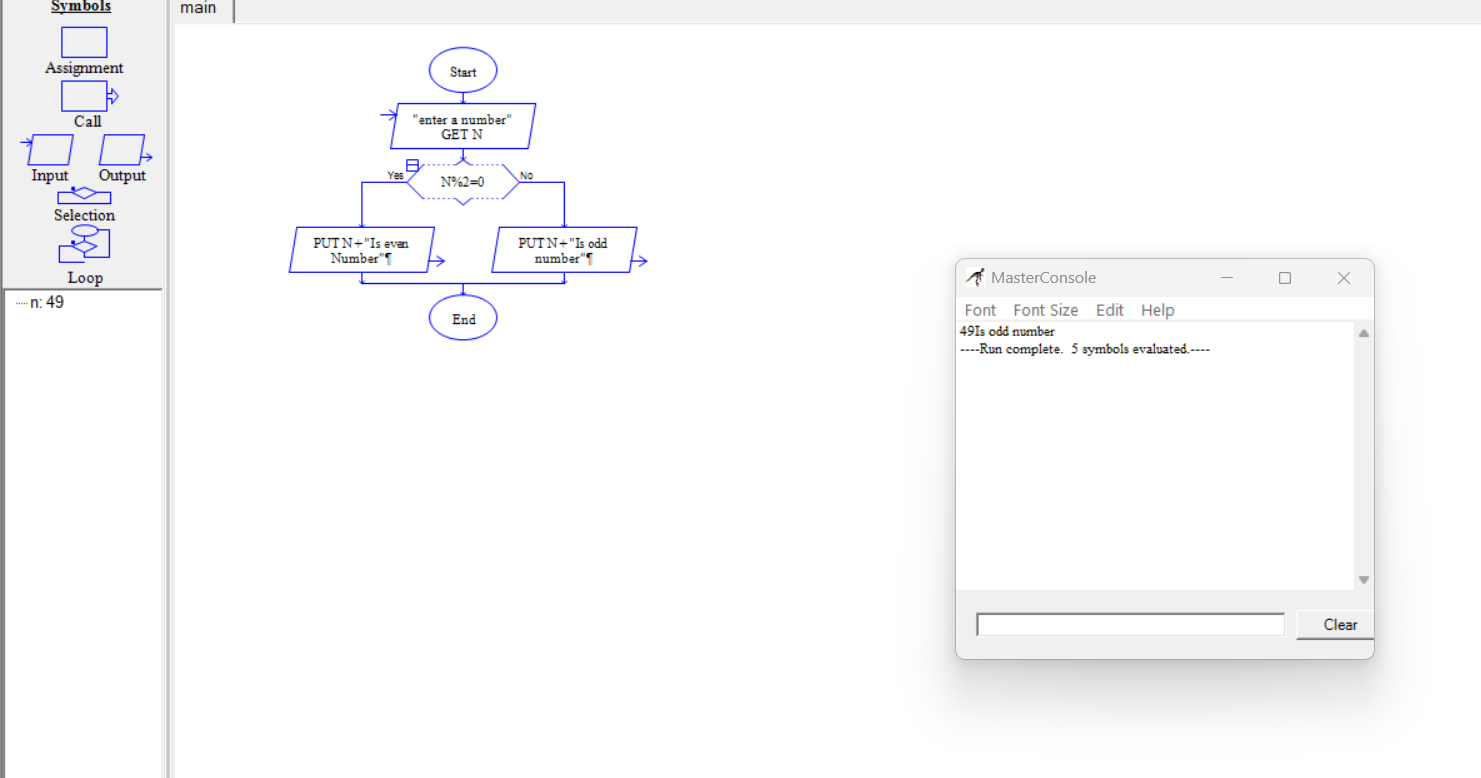 Symbols
Assignment
Call
Input Output
Selection
Loop
n: 49
main
Start
"enter a number"
GET N
Yes
N%2=0
No
PUT N+"Is even
Number"¶
PUT N+"Is odd
number"¶
End
MasterConsole
Font Font Size Edit Help
49Is odd number
----Run complete. 5 symbols evaluated.----
Clear